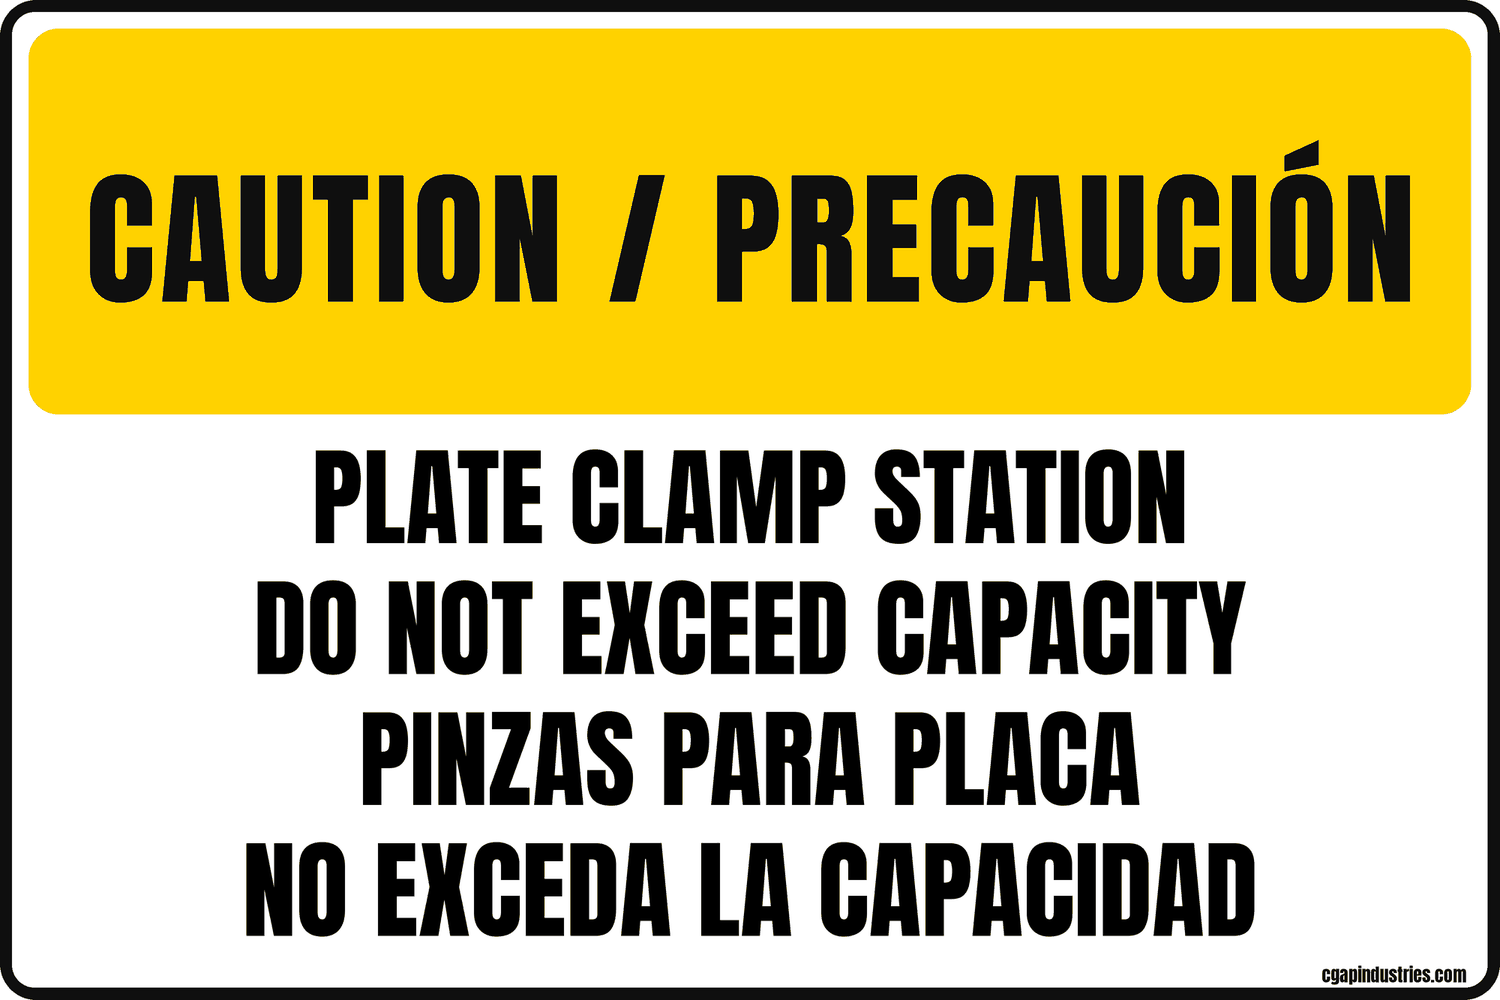 CAUTION / PRECAUCIÓN
PLATE CLAMP STATION
DO NOT EXCEED CAPACITY
PINZAS PARA PLACA
NO EXCEDA LA CAPACIDAD
cgapindustries.com